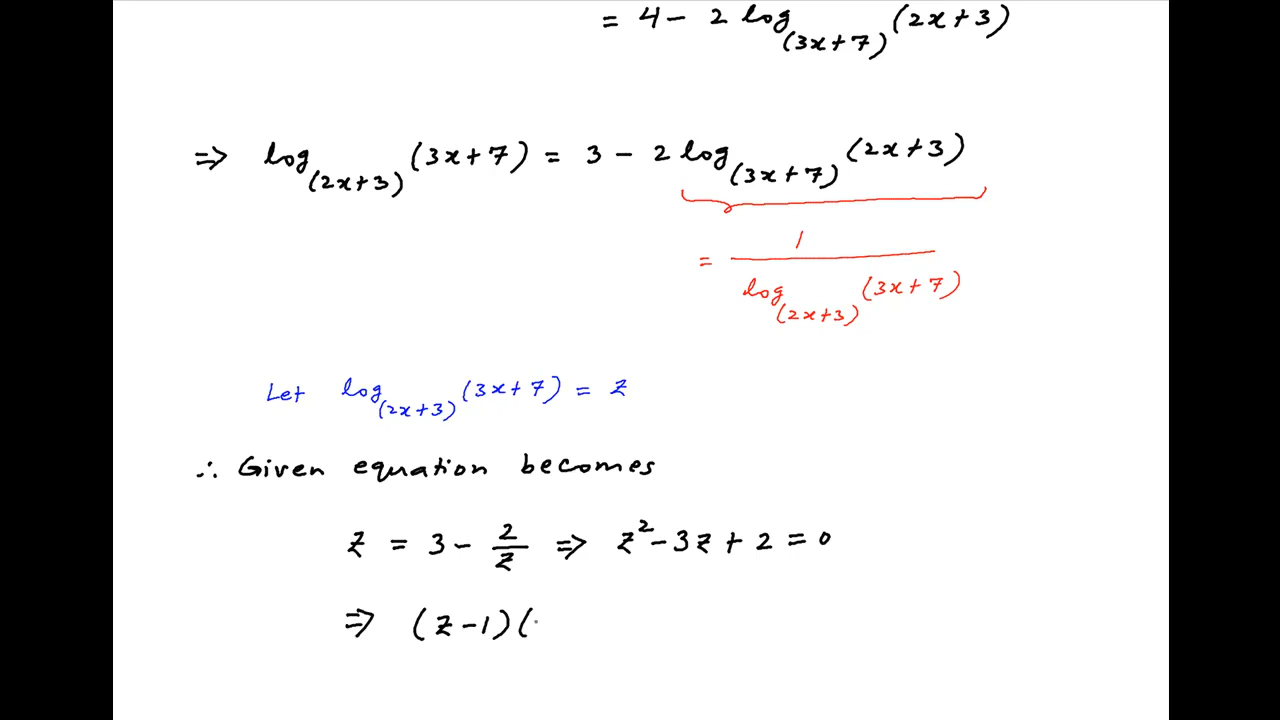 = 4 - 2 log_(3x+7) (2x+3)
⇒ log_(2x+3) (3x+7) = 3 - 2 log_(3x+7) (2x+3)
= 1 / log_(2x+3) (3x+7)
Let log_(2x+3) (3x+7) = z
∴ Given equation becomes
z = 3 - 2/z ⇒ z² - 3z + 2 = 0
⇒ (z-1)(